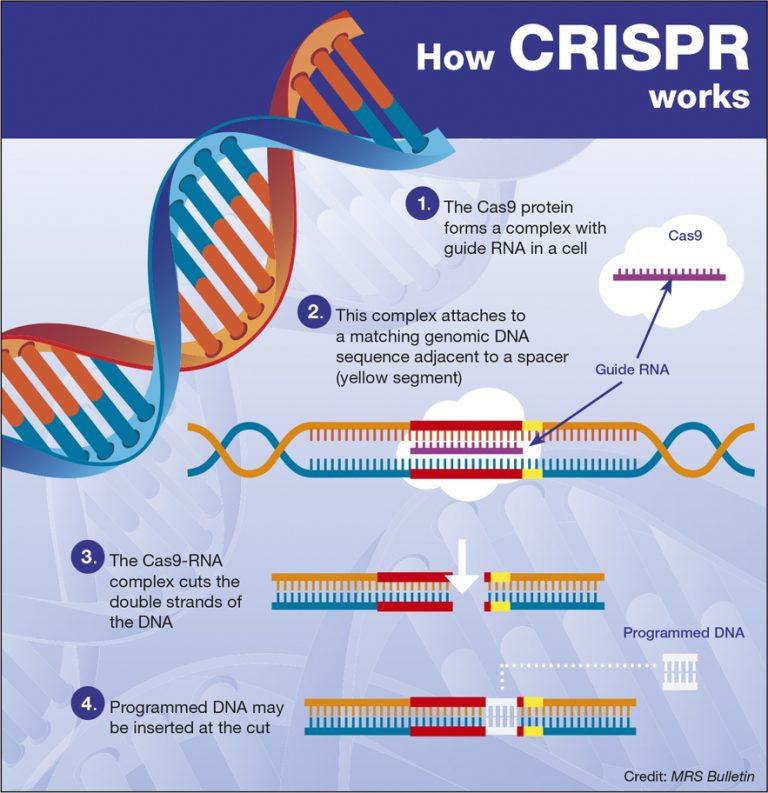 How CRISPR
works
1. The Cas9 protein
forms a complex with
guide RNA in a cell
Cas9
2. This complex attaches to
a matching genomic DNA
sequence adjacent to a spacer
(yellow segment)
Guide RNA
3. The Cas9-RNA
complex cuts the
double strands of
the DNA
Programmed DNA
4. Programmed DNA may
be inserted at the cut
Credit: MRS Bulletin